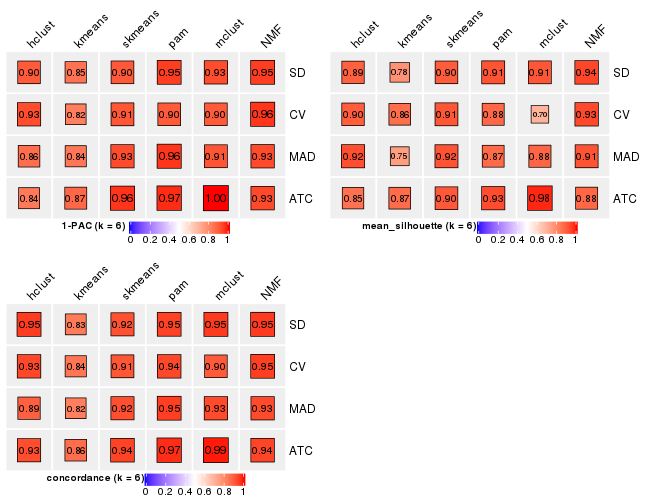 hclust kmeans skmeans pam mclust NMF
0.90 0.85 0.90 0.95 0.93 0.95 SD
0.93 0.82 0.91 0.90 0.90 0.96 CV
0.86 0.84 0.93 0.96 0.91 0.93 MAD
0.84 0.87 0.96 0.97 1.00 0.93 ATC
1-PAC (k = 6)
0 0.2 0.4 0.6 0.8 1
hclust kmeans skmeans pam mclust NMF
0.89 0.78 0.90 0.91 0.91 0.94 SD
0.90 0.86 0.91 0.88 0.70 0.93 CV
0.92 0.75 0.92 0.87 0.88 0.91 MAD
0.85 0.87 0.90 0.93 0.98 0.88 ATC
mean_silhouette (k = 6)
0 0.2 0.4 0.6 0.8 1
hclust kmeans skmeans pam mclust NMF
0.95 0.83 0.92 0.95 0.95 0.95 SD
0.93 0.84 0.91 0.94 0.90 0.95 CV
0.89 0.82 0.92 0.95 0.93 0.93 MAD
0.93 0.86 0.94 0.97 0.99 0.94 ATC
concordance (k = 6)
0 0.2 0.4 0.6 0.8 1